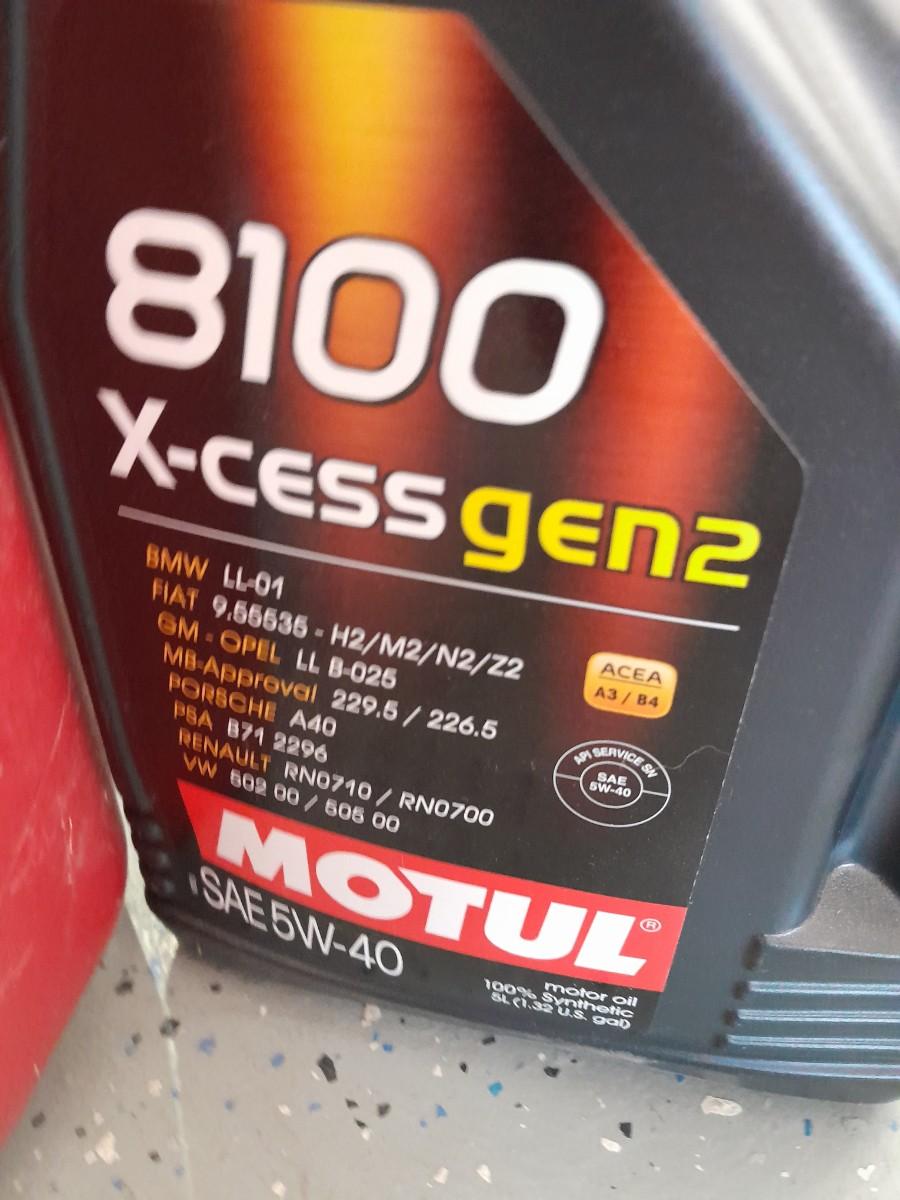 8100
X-cess gen2
BMW LL-01
FIAT 9.55535 - H2/M2/N2/Z2
GM - OPEL LL B-025
MB-Approval 229.5 / 226.5
PORSCHE A40
PSA B71 2296
RENAULT RN0710 / RN0700
VW 502 00 / 505 00
ACEA
A3 / B4
API SERVICE SN
SAE
5W-40
MOTUL®
SAE 5W-40
motor oil
100% Synthetic
5L (1.32 U.S. gal)